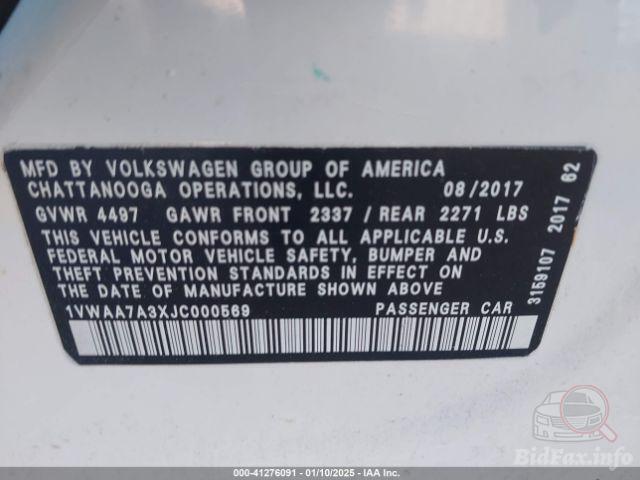 MFD BY VOLKSWAGEN GROUP OF AMERICA
CHATTANOOGA OPERATIONS, LLC. 08/2017
GVWR 4497 GAWR FRONT 2337 / REAR 2271 LBS
THIS VEHICLE CONFORMS TO ALL APPLICABLE U.S.
FEDERAL MOTOR VEHICLE SAFETY, BUMPER AND
THEFT PREVENTION STANDARDS IN EFFECT ON
THE DATE OF MANUFACTURE SHOWN ABOVE.
1VWAA7A3XJC000569 PASSENGER CAR
3159107 2017 62
BidFax.info
000-41276091 - 01/10/2025 - IAA Inc.